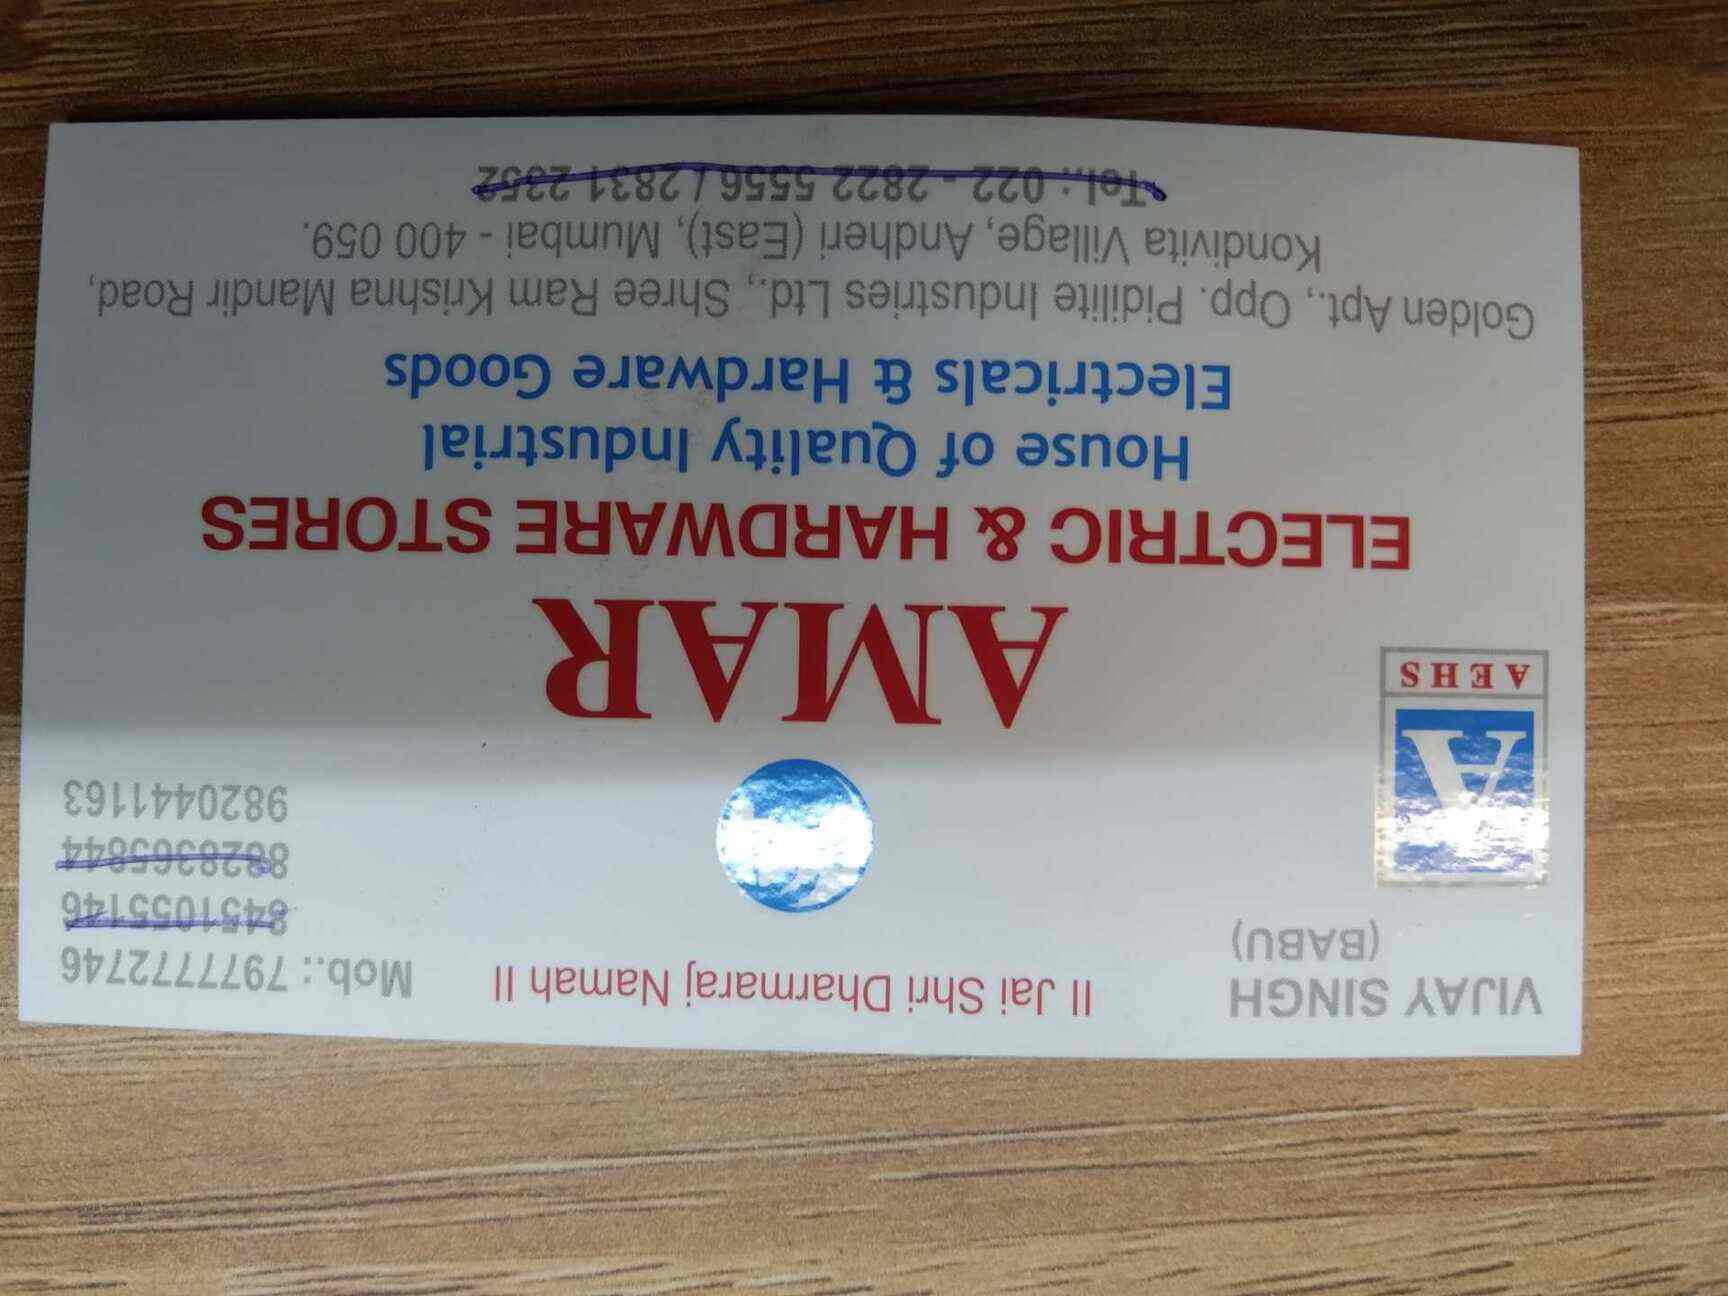 VIJAY SINGH
(BABU)
II Jai Shri Dharmaraj Namah II
Mob.: 7977772746
8451055146
8828365844
9820441163
A
AEHS
AMAR
ELECTRIC & HARDWARE STORES
House of Quality Industrial
Electricals & Hardware Goods
Golden Apt., Opp. Pidilite Industries Ltd., Shree Ram Krishna Mandir Road,
Kondivita Village, Andheri (East), Mumbai - 400 059.
Tel.: 022 - 2822 5556 / 2831 2352